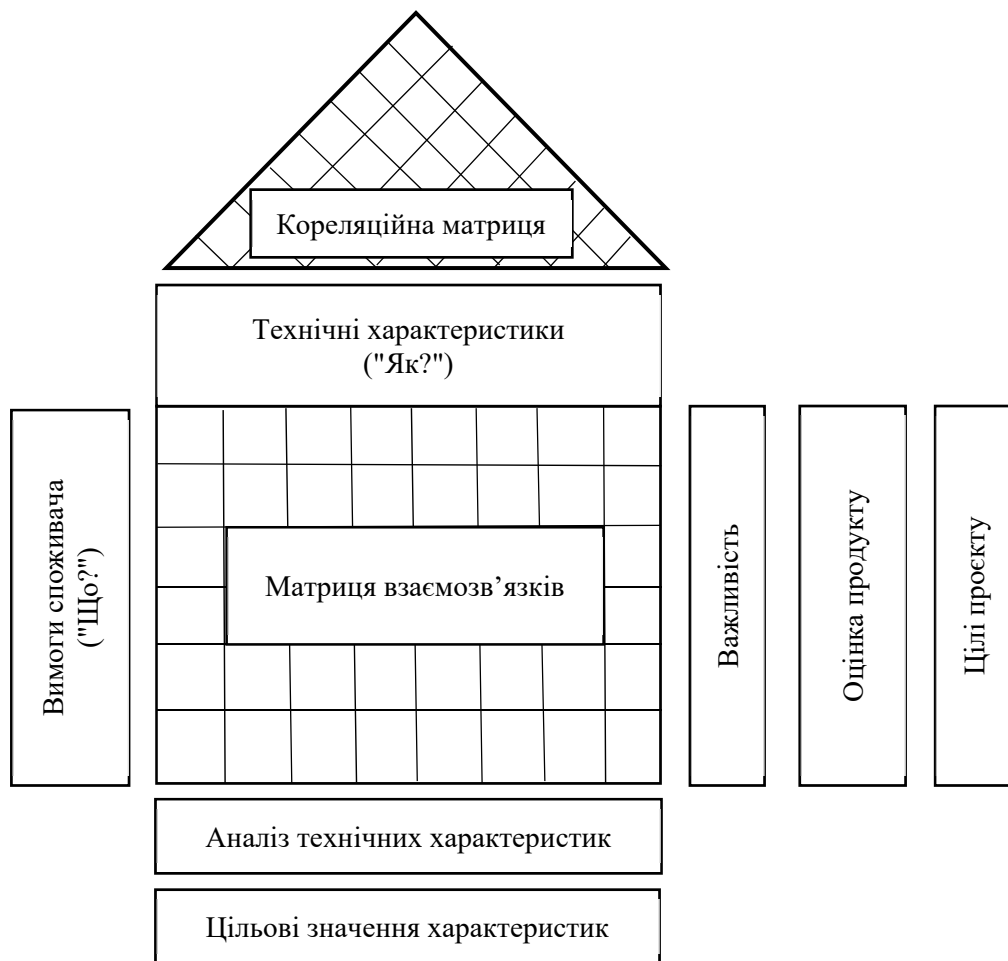 Кореляційна матриця
Технічні характеристики
("Як?")
Вимоги споживача
("Що?")
Матриця взаємозв’язків
Важливість
Оцінка продукту
Цілі проєкту
Аналіз технічних характеристик
Цільові значення характеристик